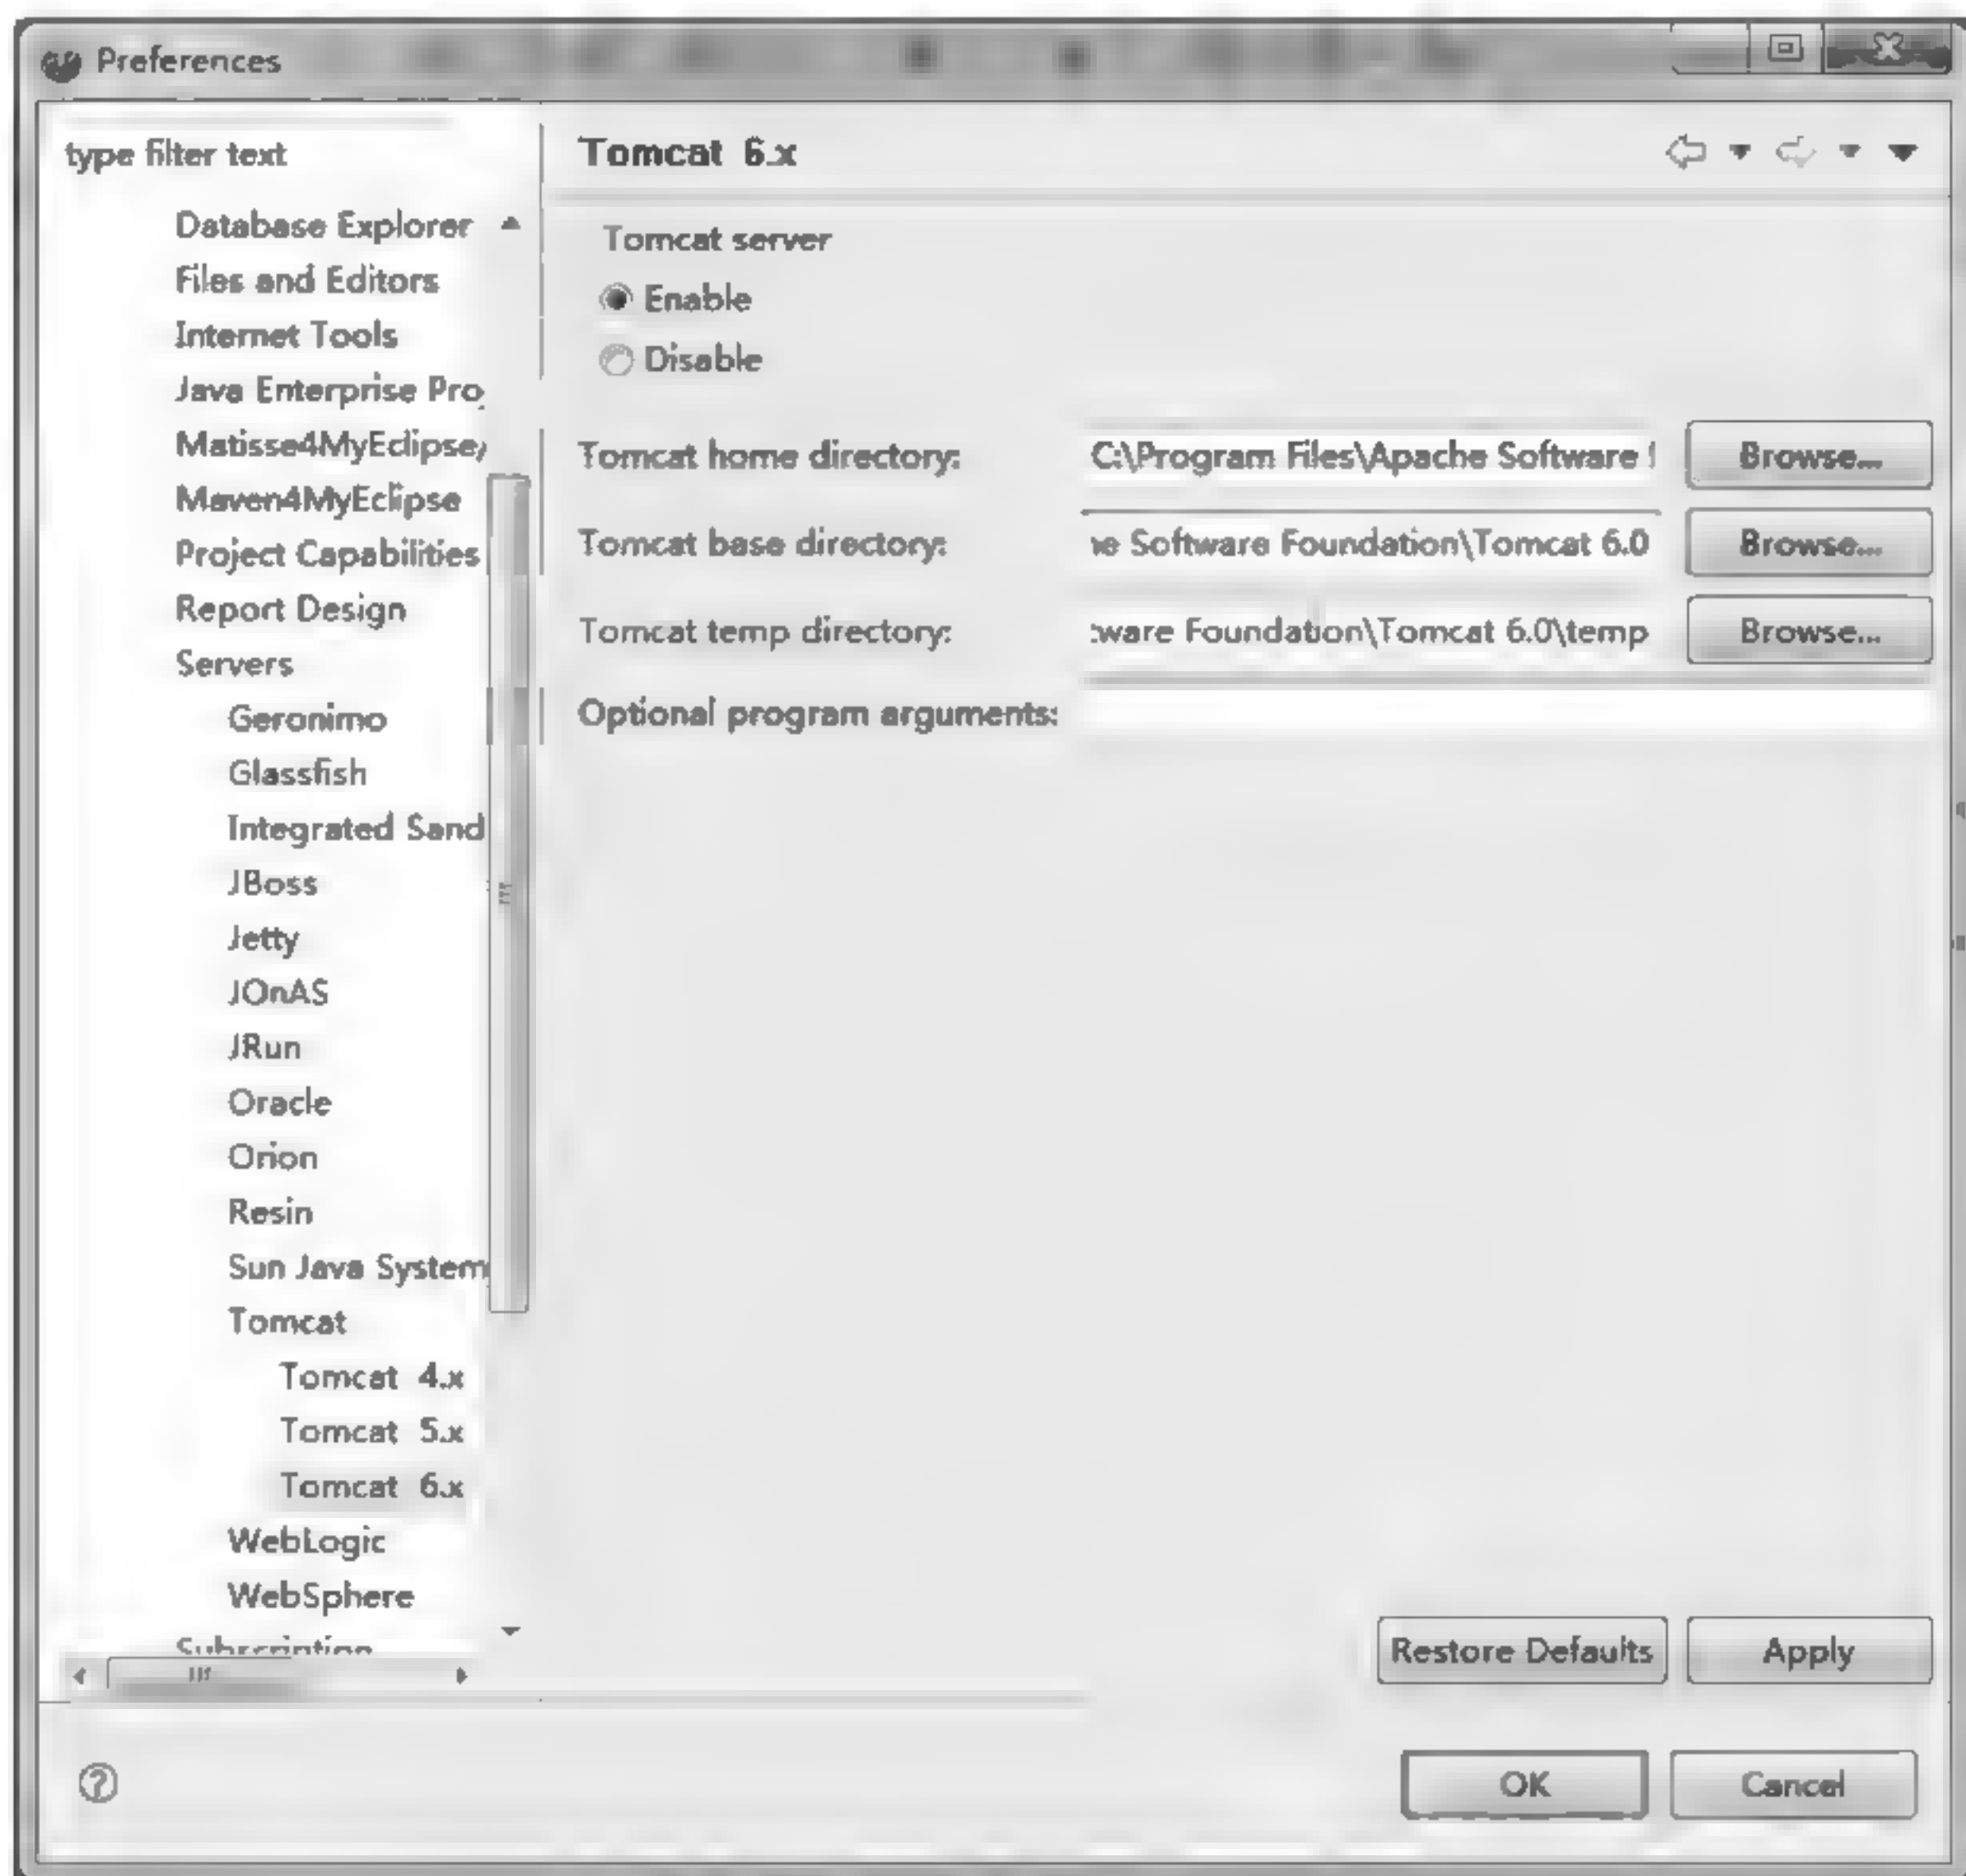 Preferences
type filter text
Database Explorer
Files and Editors
Internet Tools
Java Enterprise Pro
Matisse4MyEclipse/
Maven4MyEclipse
Project Capabilities
Report Design
Servers
Geronimo
Glassfish
Integrated Sand
JBoss
Jetty
JOnAS
JRun
Oracle
Orion
Resin
Sun Java System
Tomcat
Tomcat 4.x
Tomcat 5.x
Tomcat 6.x
WebLogic
WebSphere
Subscription
Tomcat 6.x
Tomcat server
Enable
Disable
Tomcat home directory: C:\Program Files\Apache Software Browse...
Tomcat base directory: he Software Foundation\Tomcat 6.0 Browse...
Tomcat temp directory: tware Foundation\Tomcat 6.0\temp Browse...
Optional program arguments:
Restore Defaults Apply
OK Cancel